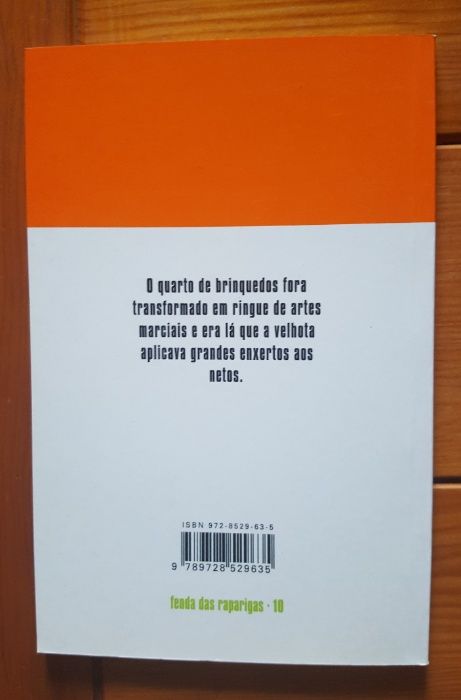 O quarto de brinquedos fora
transformado em ringue de artes
marciais e era lá que a velhota
aplicava grandes enxertos aos
netos.
ISBN 972-8529-63-5
9 789728 529635
fenda das raparigas · 10